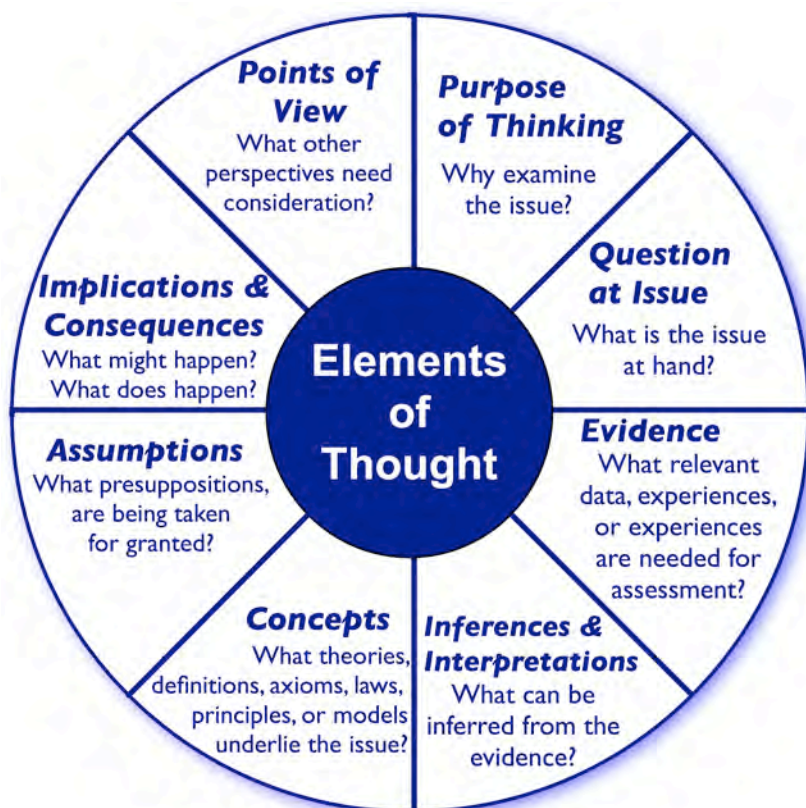 Points of
View
What other
perspectives need
consideration?
Purpose
of Thinking
Why examine
the issue?
Question
at Issue
What is the issue
at hand?
Evidence
What relevant
data, experiences,
or experiences
are needed for
assessment?
Inferences &
Interpretations
What can be
inferred from the
evidence?
Concepts
What theories,
definitions, axioms, laws,
principles, or models
underlie the issue?
Assumptions
What presuppositions,
are being taken
for granted?
Implications &
Consequences
What might happen?
What does happen?
Elements
of
Thought